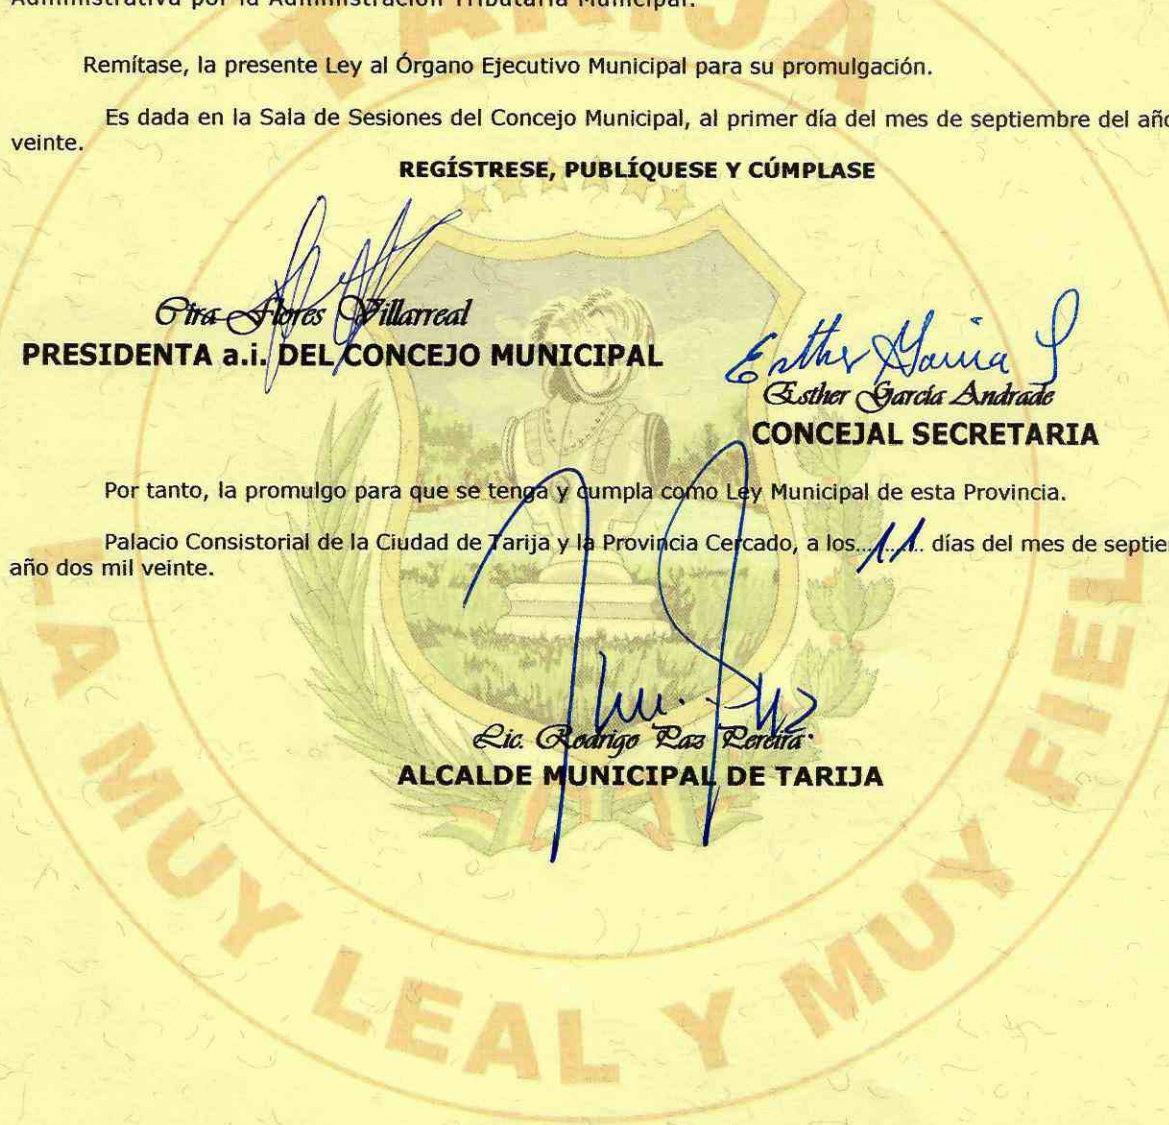 Administrativa por la Administración Tributaria Municipal.
Remítase, la presente Ley al Órgano Ejecutivo Municipal para su promulgación.
Es dada en la Sala de Sesiones del Concejo Municipal, al primer día del mes de septiembre del año
veinte.
REGÍSTRESE, PUBLÍQUESE Y CÚMPLASE
Cira Flores Villarreal
PRESIDENTA a.i. DEL CONCEJO MUNICIPAL
Esther Garcia
Esther García Andrade
CONCEJAL SECRETARIA
Por tanto, la promulgo para que se tenga y cumpla como Ley Municipal de esta Provincia.
Palacio Consistorial de la Ciudad de Tarija y la Provincia Cercado, a los...11... días del mes de septie
año dos mil veinte.
Lic. Rodrigo Paz Pereira
ALCALDE MUNICIPAL DE TARIJA
TARIJA
LA MUY LEAL Y MUY FIEL